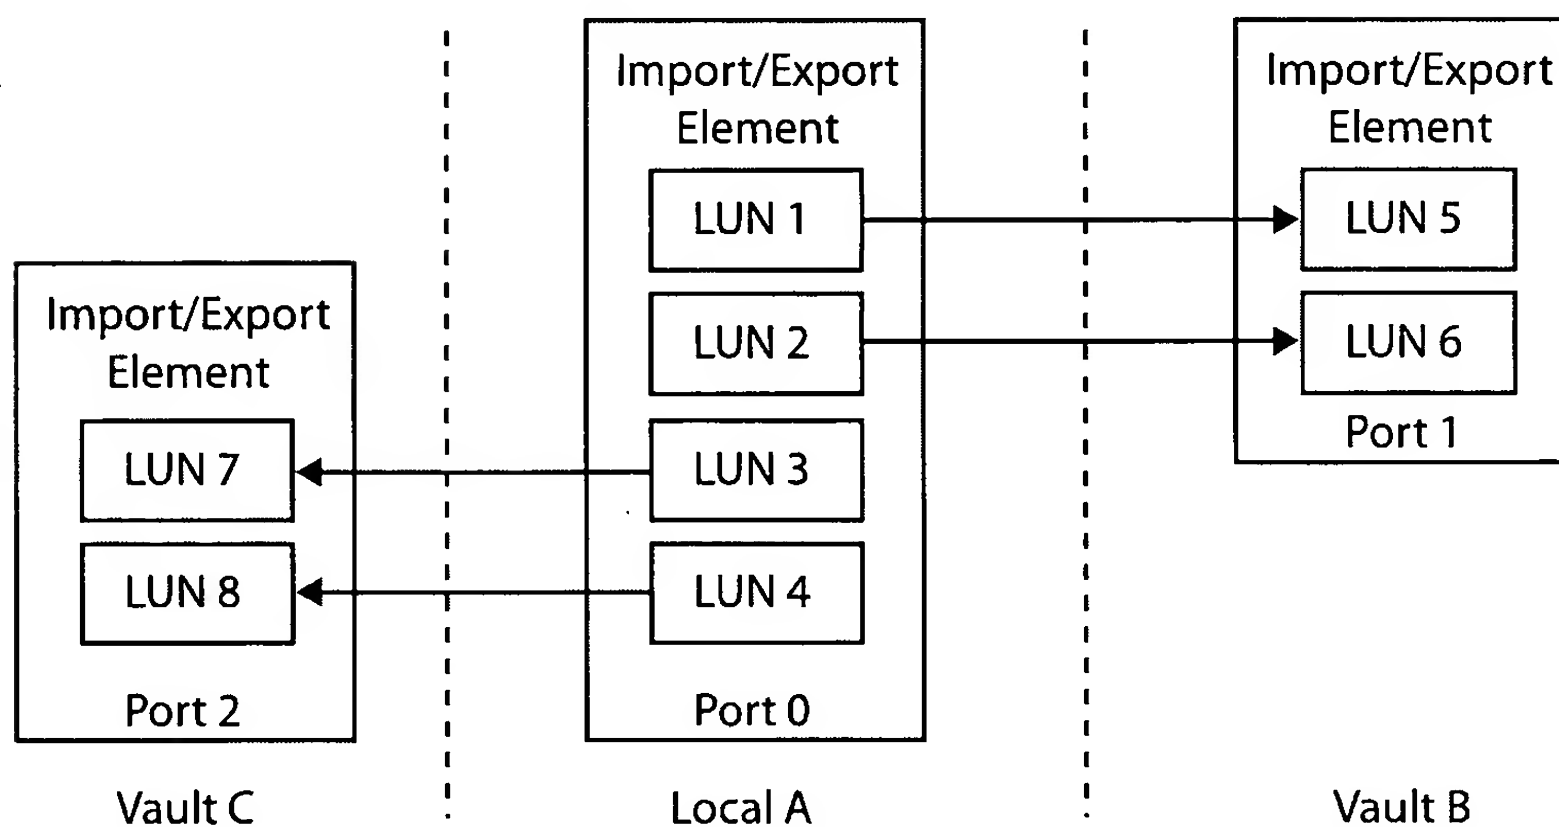 Import/Export
Element
LUN 7
LUN 8
Port 2
Vault C
Import/Export
Element
LUN 1
LUN 2
LUN 3
LUN 4
Port 0
Local A
Import/Export
Element
LUN 5
LUN 6
Port 1
Vault B